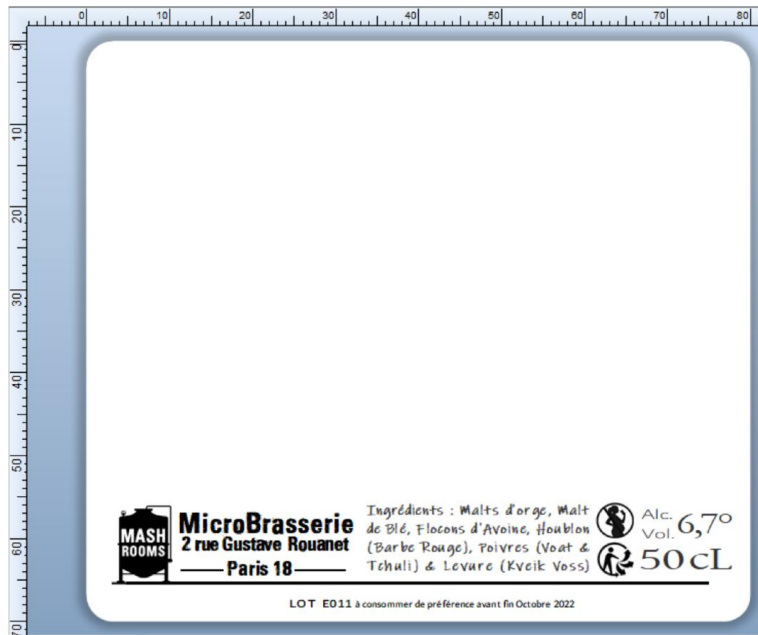 0 10 20 30 40 50 60 70 80
0
10
20
30
40
50
60
70
MASH
ROOMS
MicroBrasserie
2 rue Gustave Rouanet
Paris 18
Ingrédients : Malts d'orge, Malt
de Blé, Flocons d'Avoine, Houblon
(Barbe Rouge), Poivres (Voat &
Tchuli) & Levure (Kveik Voss)
Alc.
Vol. 6,7°
50 cL
LOT E011 à consommer de préférence avant fin Octobre 2022